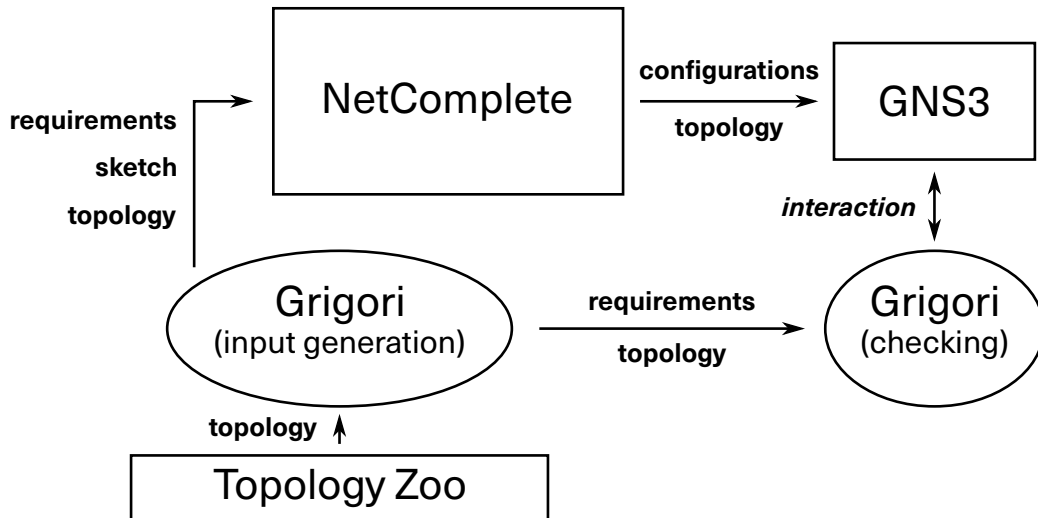 NetComplete
configurations
topology
GNS3
requirements
sketch
topology
interaction
Grigori
(input generation)
requirements
topology
Grigori
(checking)
topology
Topology Zoo